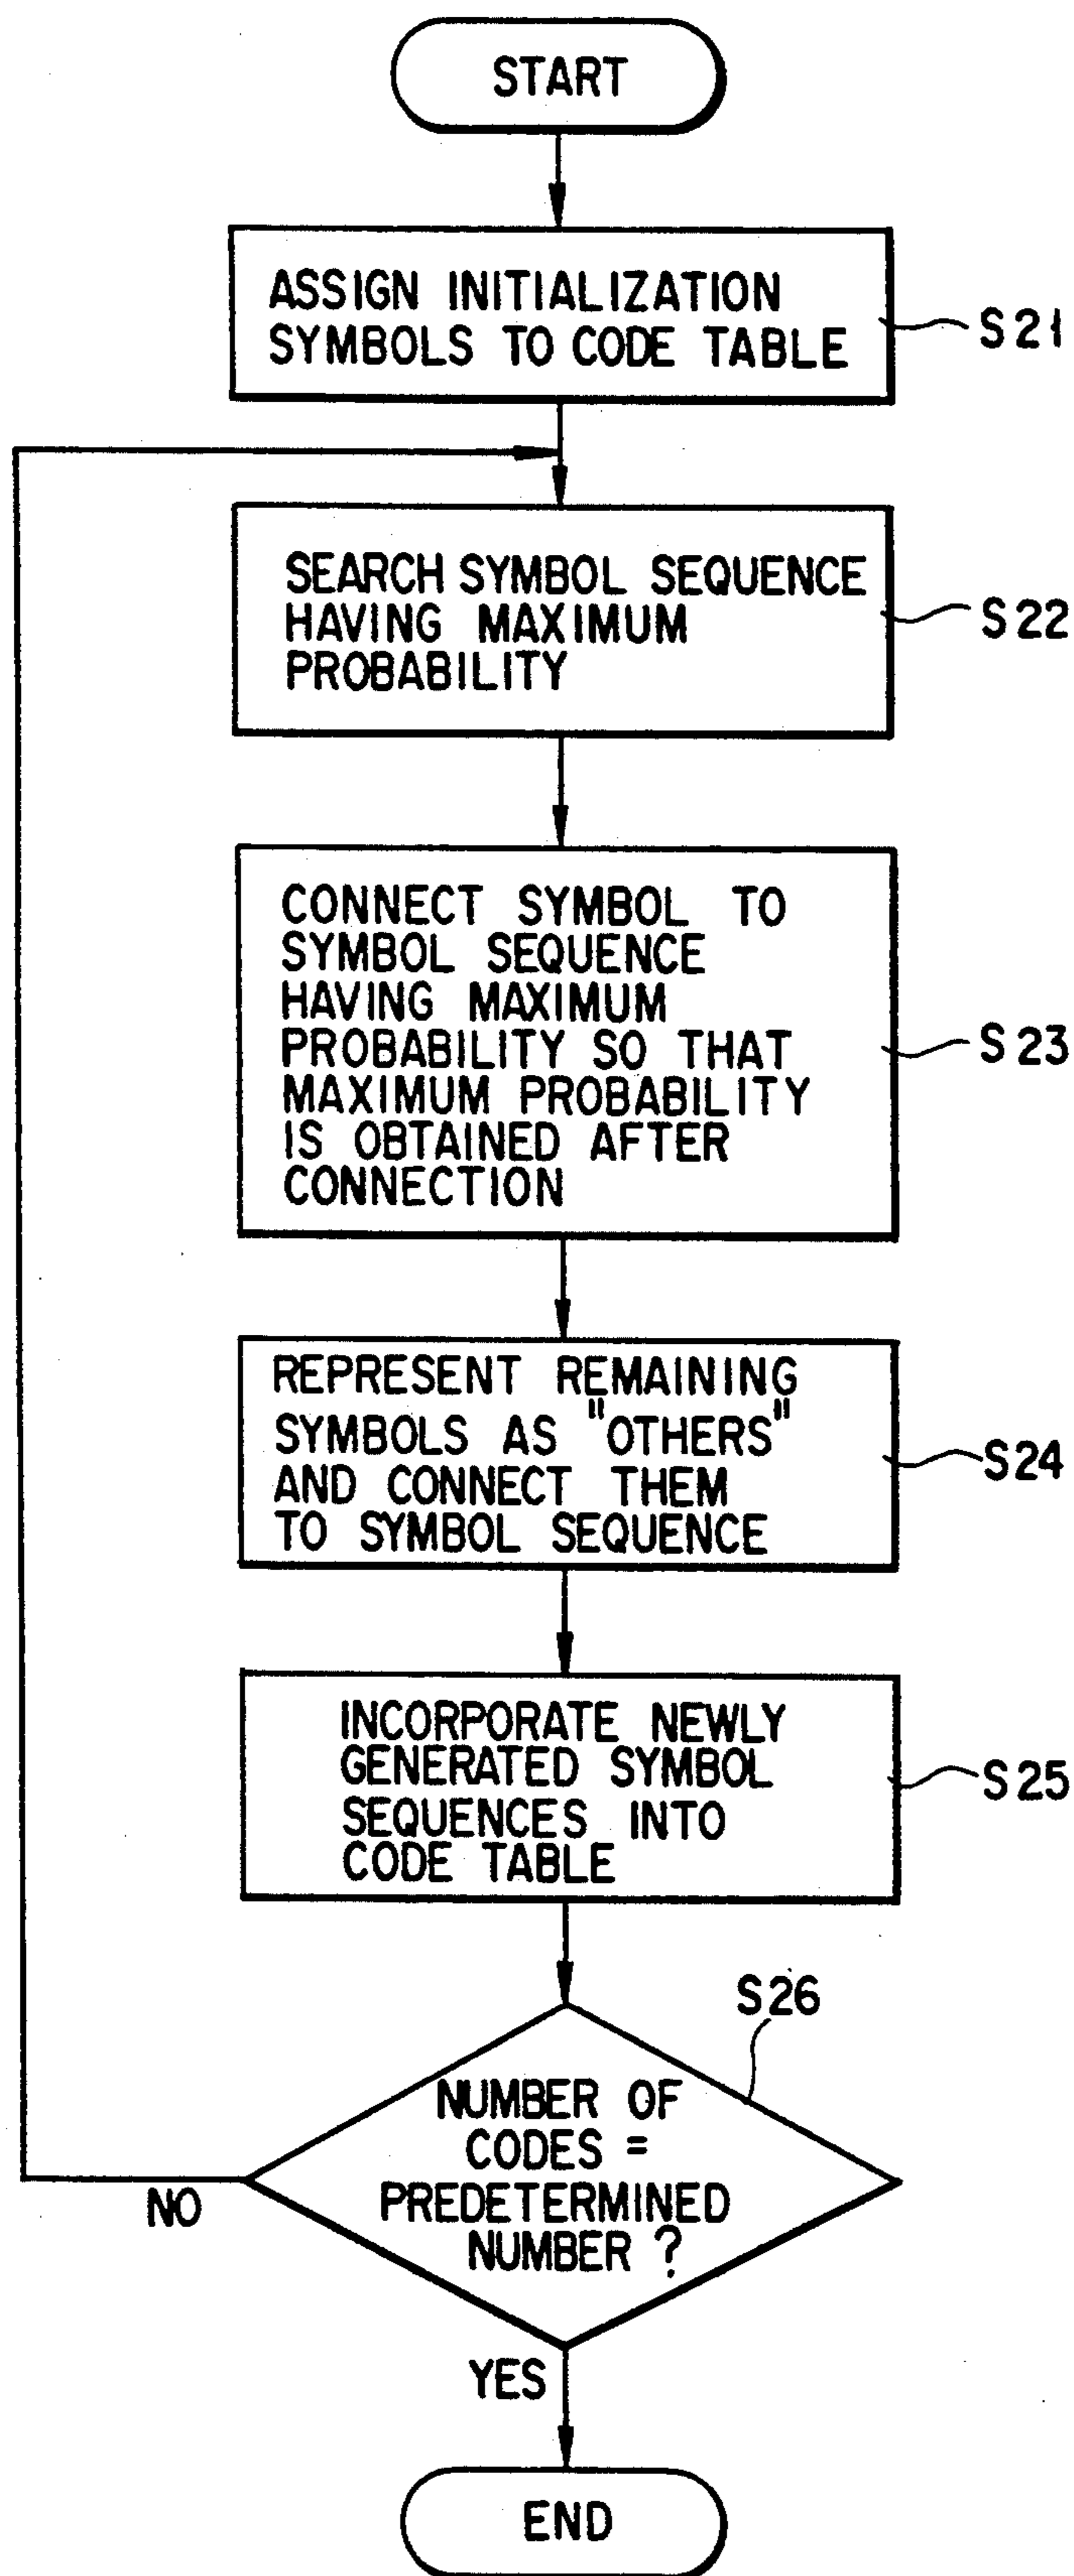 START
ASSIGN INITIALIZATION
SYMBOLS TO CODE TABLE
S21
SEARCH SYMBOL SEQUENCE
HAVING MAXIMUM
PROBABILITY
S22
CONNECT SYMBOL TO
SYMBOL SEQUENCE
HAVING MAXIMUM
PROBABILITY SO THAT
MAXIMUM PROBABILITY
IS OBTAINED AFTER
CONNECTION
S23
REPRESENT REMAINING
SYMBOLS AS "OTHERS"
AND CONNECT THEM
TO SYMBOL SEQUENCE
S24
INCORPORATE NEWLY
GENERATED SYMBOL
SEQUENCES INTO
CODE TABLE
S25
S26
NUMBER OF
CODES =
PREDETERMINED
NUMBER ?
NO
YES
END